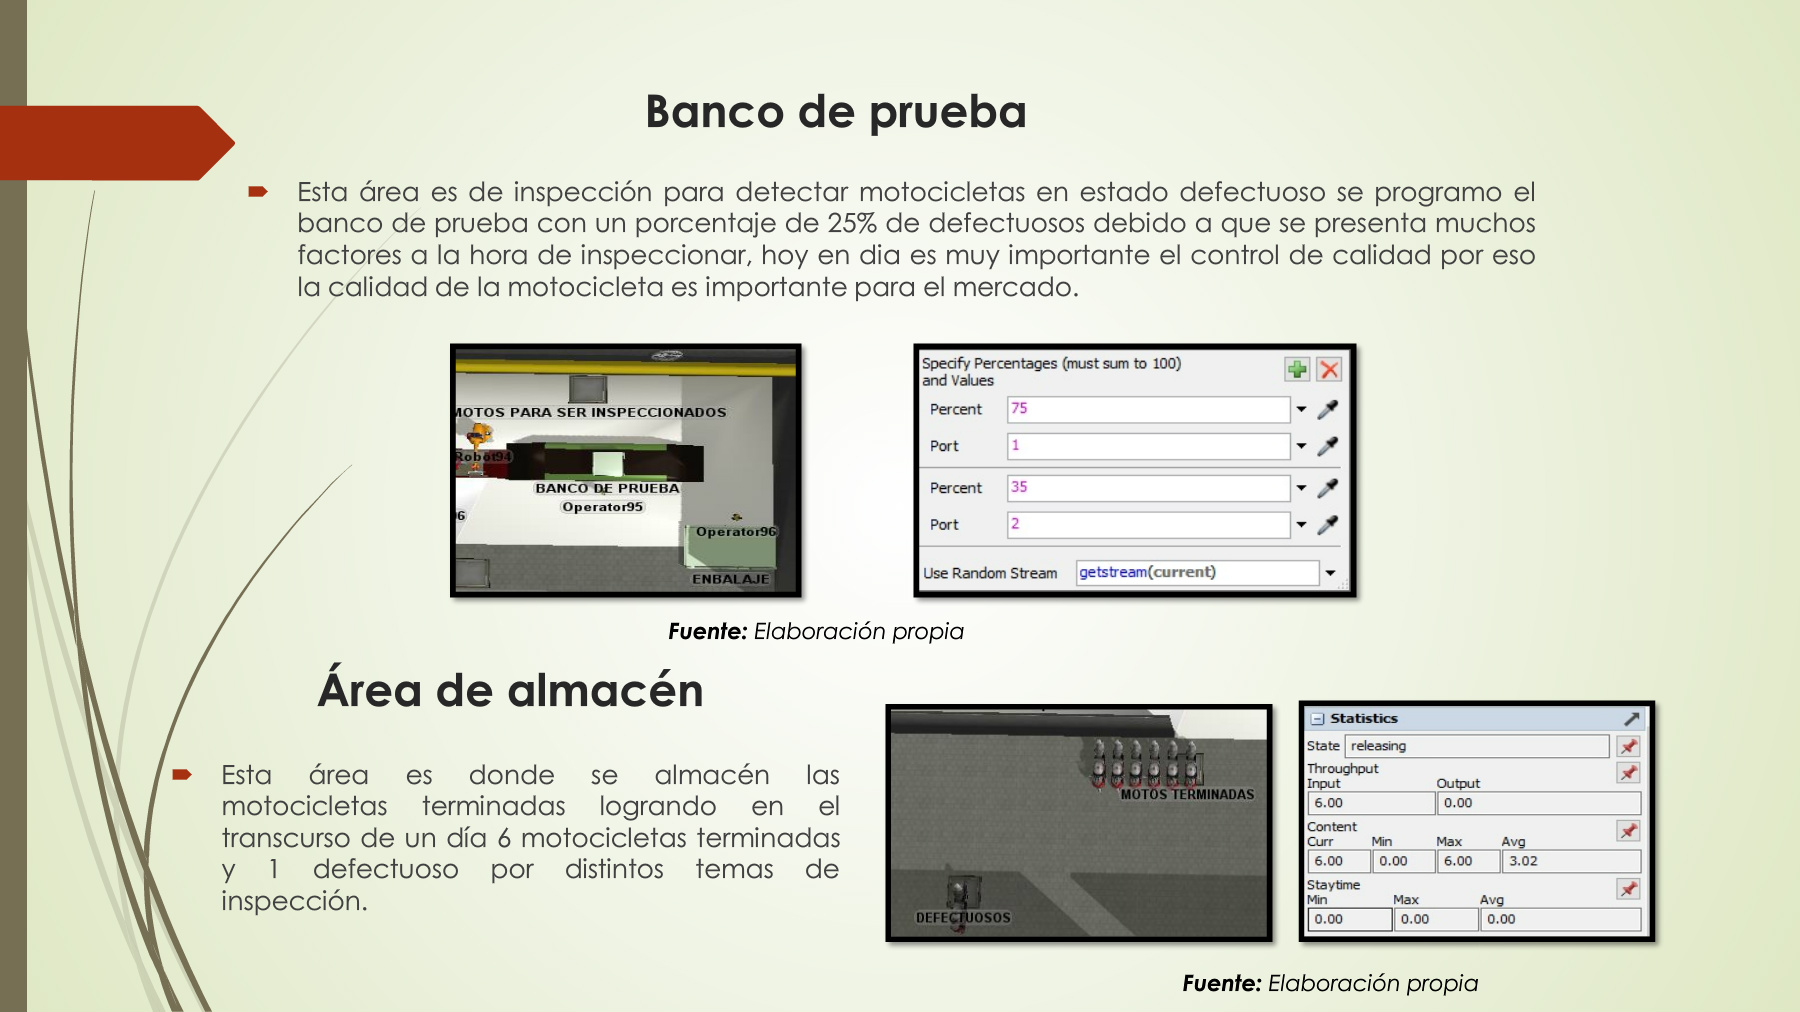 Banco de prueba
Esta área es de inspección para detectar motocicletas en estado defectuoso se programo el
banco de prueba con un porcentaje de 25% de defectuosos debido a que se presenta muchos
factores a la hora de inspeccionar, hoy en dia es muy importante el control de calidad por eso
la calidad de la motocicleta es importante para el mercado.
MOTOS PARA SER INSPECCIONADOS
Robot94
BANCO DE PRUEBA
Operator95
6
Operator96
ENBALAJE
Specify Percentages (must sum to 100)
and Values
Percent 75
Port 1
Percent 35
Port 2
Use Random Stream getstream(current)
Fuente: Elaboración propia
Área de almacén
Esta área es donde se almacén las
motocicletas terminadas logrando en el
transcurso de un día 6 motocicletas terminadas
y 1 defectuoso por distintos temas de
inspección.
MOTOS TERMINADAS
DEFECTUOSOS
Statistics
State releasing
Throughput
Input Output
6.00 0.00
Content
Curr Min Max Avg
6.00 0.00 6.00 3.02
Staytime
Min Max Avg
0.00 0.00 0.00
Fuente: Elaboración propia